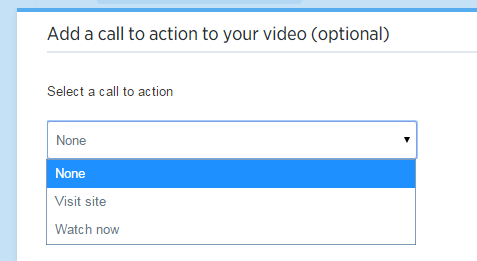 Add a call to action to your video (optional)
Select a call to action
None
None
Visit site
Watch now